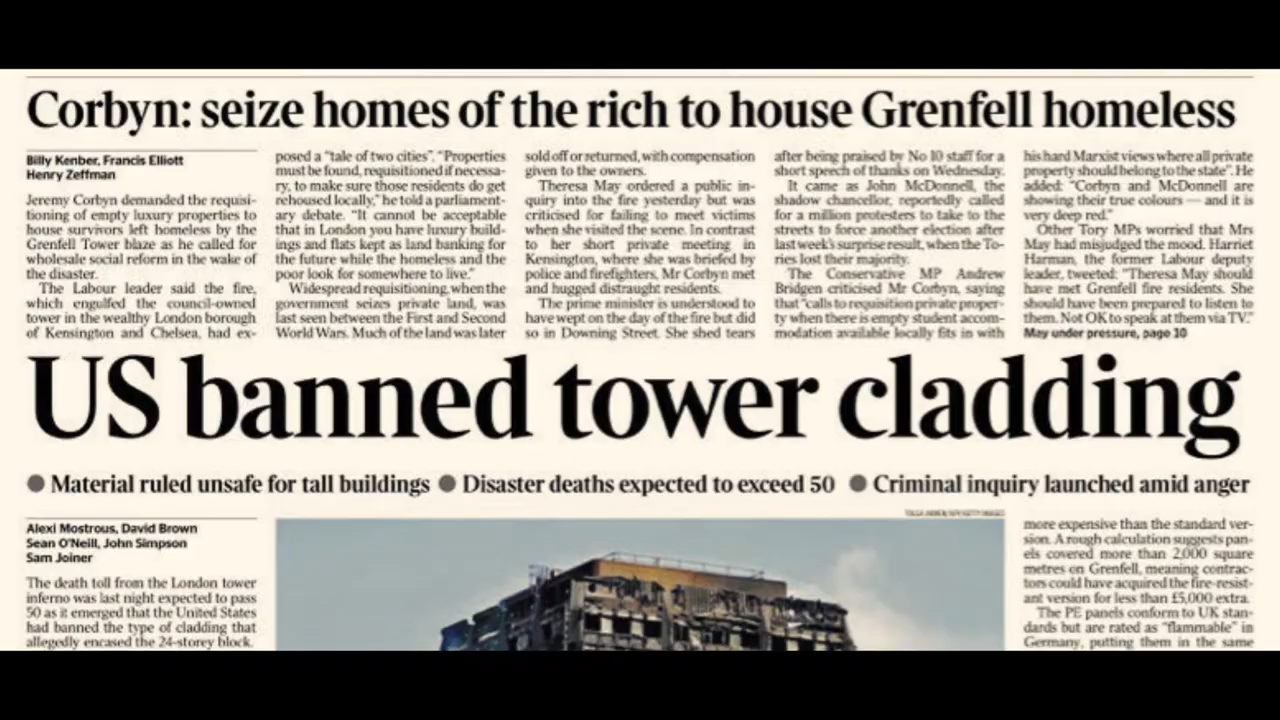 Corbyn: seize homes of the rich to house Grenfell homeless
Billy Kenber, Francis Elliott
Henry Zeffman
Jeremy Corbyn demanded the requisi-
tioning of empty luxury properties to
house survivors left homeless by the
Grenfell Tower blaze as he called for
wholesale social reform in the wake of
the disaster.
The Labour leader said the fire,
which engulfed the council-owned
tower in the wealthy London borough
of Kensington and Chelsea, had ex-
posed a “tale of two cities”. “Properties
must be found, requisitioned if necessa-
ry, to make sure those residents do get
rehoused locally,” he told a parliament-
ary debate. “It cannot be acceptable
that in London you have luxury build-
ings and flats kept as land banking for
the future while the homeless and the
poor look for somewhere to live.”
Widespread requisitioning, when the
government seizes private land, was
last seen between the First and Second
World Wars. Much of the land was later
sold off or returned, with compensation
given to the owners.
Theresa May ordered a public in-
quiry into the fire yesterday but was
criticised for failing to meet victims
when she visited the scene. In contrast
to her short private meeting in
Kensington, where she was briefed by
police and firefighters, Mr Corbyn met
and hugged distraught residents.
The prime minister is understood to
have wept on the day of the fire but did
so in Downing Street. She shed tears
after being praised by No 10 staff for a
short speech of thanks on Wednesday.
It came as John McDonnell, the
shadow chancellor, reportedly called
for a million protesters to take to the
streets to force another election after
last week’s surprise result, when the To-
ries lost their majority.
The Conservative MP Andrew
Bridgen criticised Mr Corbyn, saying
that “calls to requisition private proper-
ty when there is empty student accom-
modation available locally fits in with
his hard Marxist views where all private
property should belong to the state”. He
added: “Corbyn and McDonnell are
showing their true colours — and it is
very deep red.”
Other Tory MPs worried that Mrs
May had misjudged the mood. Harriet
Harman, the former Labour deputy
leader, tweeted: “Theresa May should
have met Grenfell fire residents. She
should have been prepared to listen to
them. Not OK to speak at them via TV.”
May under pressure, page 10
US banned tower cladding
● Material ruled unsafe for tall buildings ● Disaster deaths expected to exceed 50 ● Criminal inquiry launched amid anger
Alexi Mostrous, David Brown
Sean O’Neill, John Simpson
Sam Joiner
The death toll from the London tower
inferno was last night expected to pass
50 as it emerged that the United States
had banned the type of cladding that
allegedly encased the 24-storey block.
more expensive than the standard ver-
sion. A rough calculation suggests pan-
els covered more than 2,000 square
metres on Grenfell, meaning contrac-
tors could have acquired the fire-resist-
ant version for less than £5,000 extra.
The PE panels conform to UK stan-
dards but are rated as “flammable” in
Germany, putting them in the same